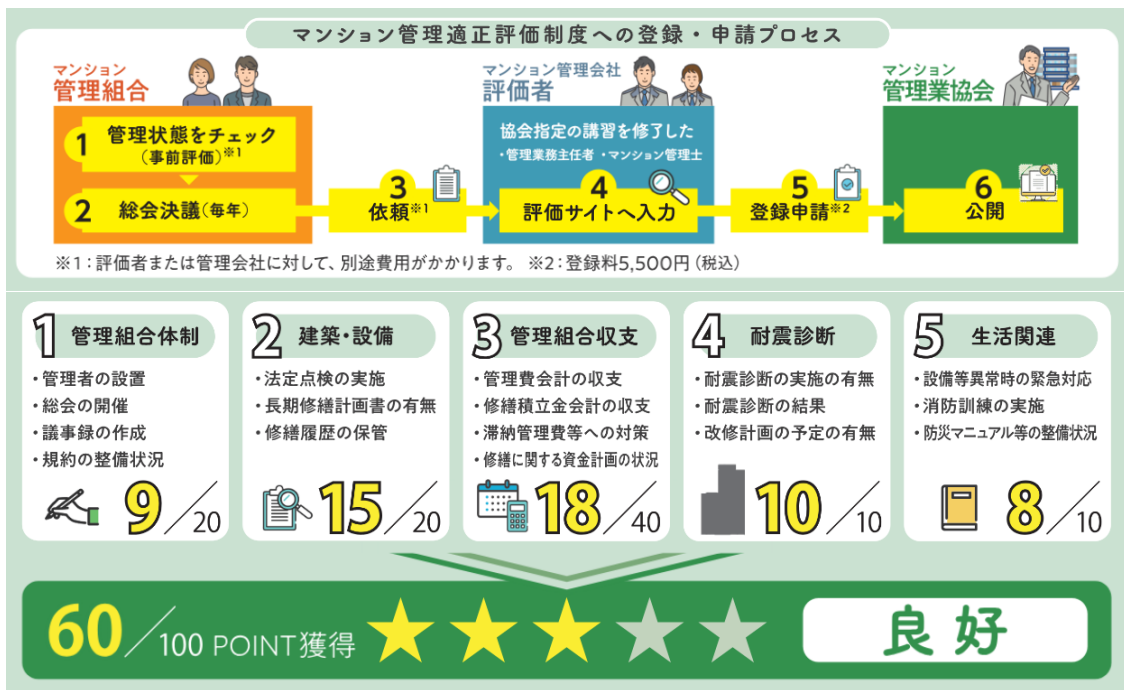 マンション管理適正評価制度への登録・申請プロセス
マンション
管理組合
1 管理状態をチェック
（事前評価）※1
2 総会決議（毎年）
3
依頼※1
マンション管理会社
評価者
協会指定の講習を修了した
・管理業務主任者 ・マンション管理士
4
評価サイトへ入力
5
登録申請※2
マンション
管理業協会
6
公開
※1：評価者または管理会社に対して、別途費用がかかります。 ※2：登録料5,500円（税込）
1 管理組合体制
・管理者の設置
・総会の開催
・議事録の作成
・規約の整備状況
9／20
2 建築・設備
・法定点検の実施
・長期修繕計画書の有無
・修繕履歴の保管
15／20
3 管理組合収支
・管理費会計の収支
・修繕積立金会計の収支
・滞納管理費等への対策
・修繕に関する資金計画の状況
18／40
4 耐震診断
・耐震診断の実施の有無
・耐震診断の結果
・改修計画の予定の有無
10／10
5 生活関連
・設備等異常時の緊急対応
・消防訓練の実施
・防災マニュアル等の整備状況
8／10
60／100 POINT獲得 ★★★★★ 良好